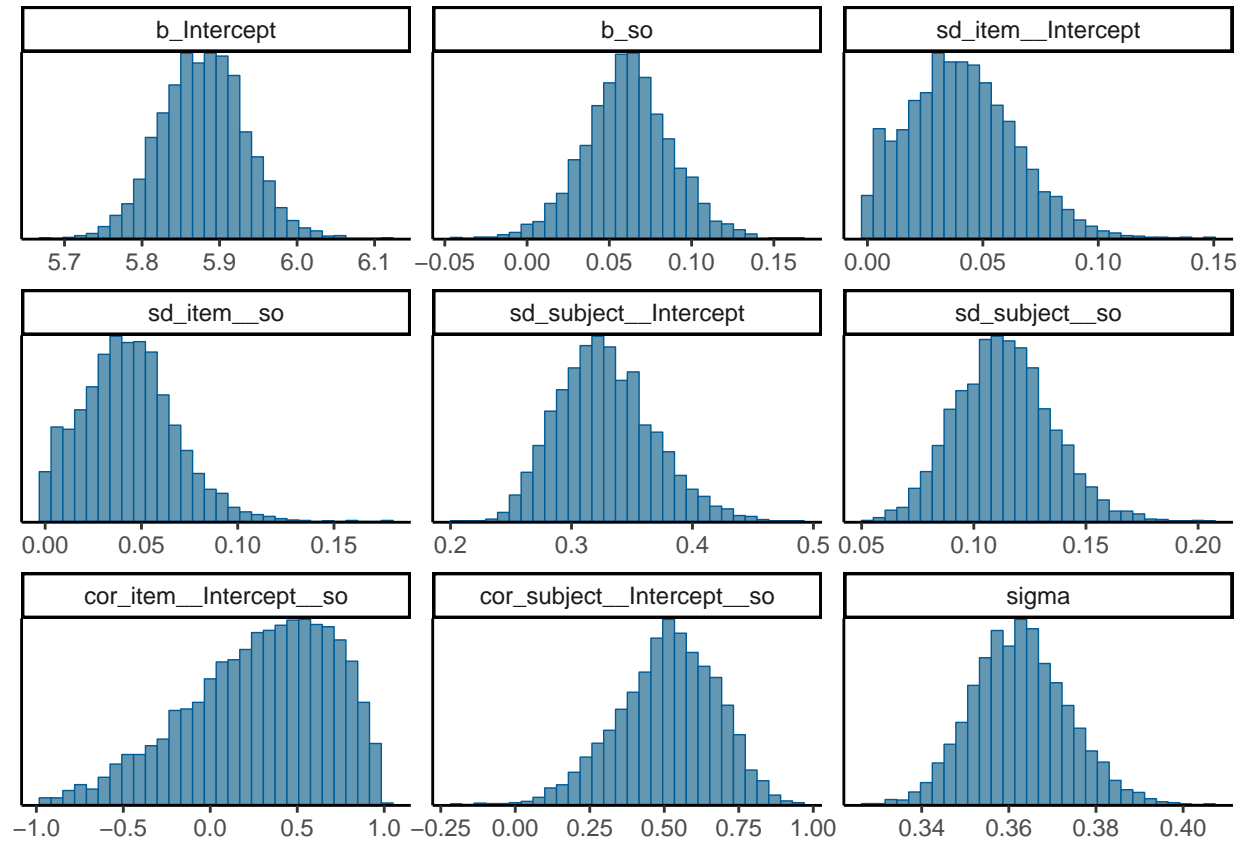 b_Intercept b_so sd_item__Intercept
5.7 5.8 5.9 6.0 6.1 −0.05 0.00 0.05 0.10 0.15 0.00 0.05 0.10 0.15
sd_item__so sd_subject__Intercept sd_subject__so
0.00 0.05 0.10 0.15 0.2 0.3 0.4 0.5 0.05 0.10 0.15 0.20
cor_item__Intercept__so cor_subject__Intercept__so sigma
−1.0 −0.5 0.0 0.5 1.0 −0.25 0.00 0.25 0.50 0.75 1.00 0.34 0.36 0.38 0.40